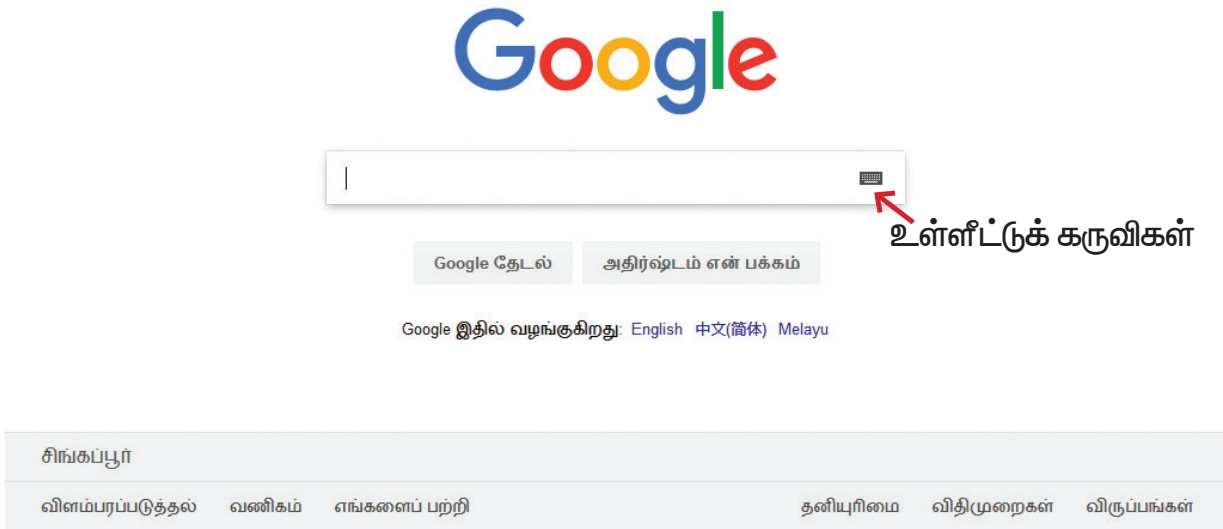 Google
உள்ளீட்டுக் கருவிகள்
Google தேடல் அதிர்ஷ்டம் என் பக்கம்
Google இதில் வழங்குகிறது: English 中文(简体) Melayu
சிங்கப்பூர்
விளம்பரப்படுத்தல் வணிகம் எங்களைப் பற்றி தனியுரிமை விதிமுறைகள் விருப்பங்கள்